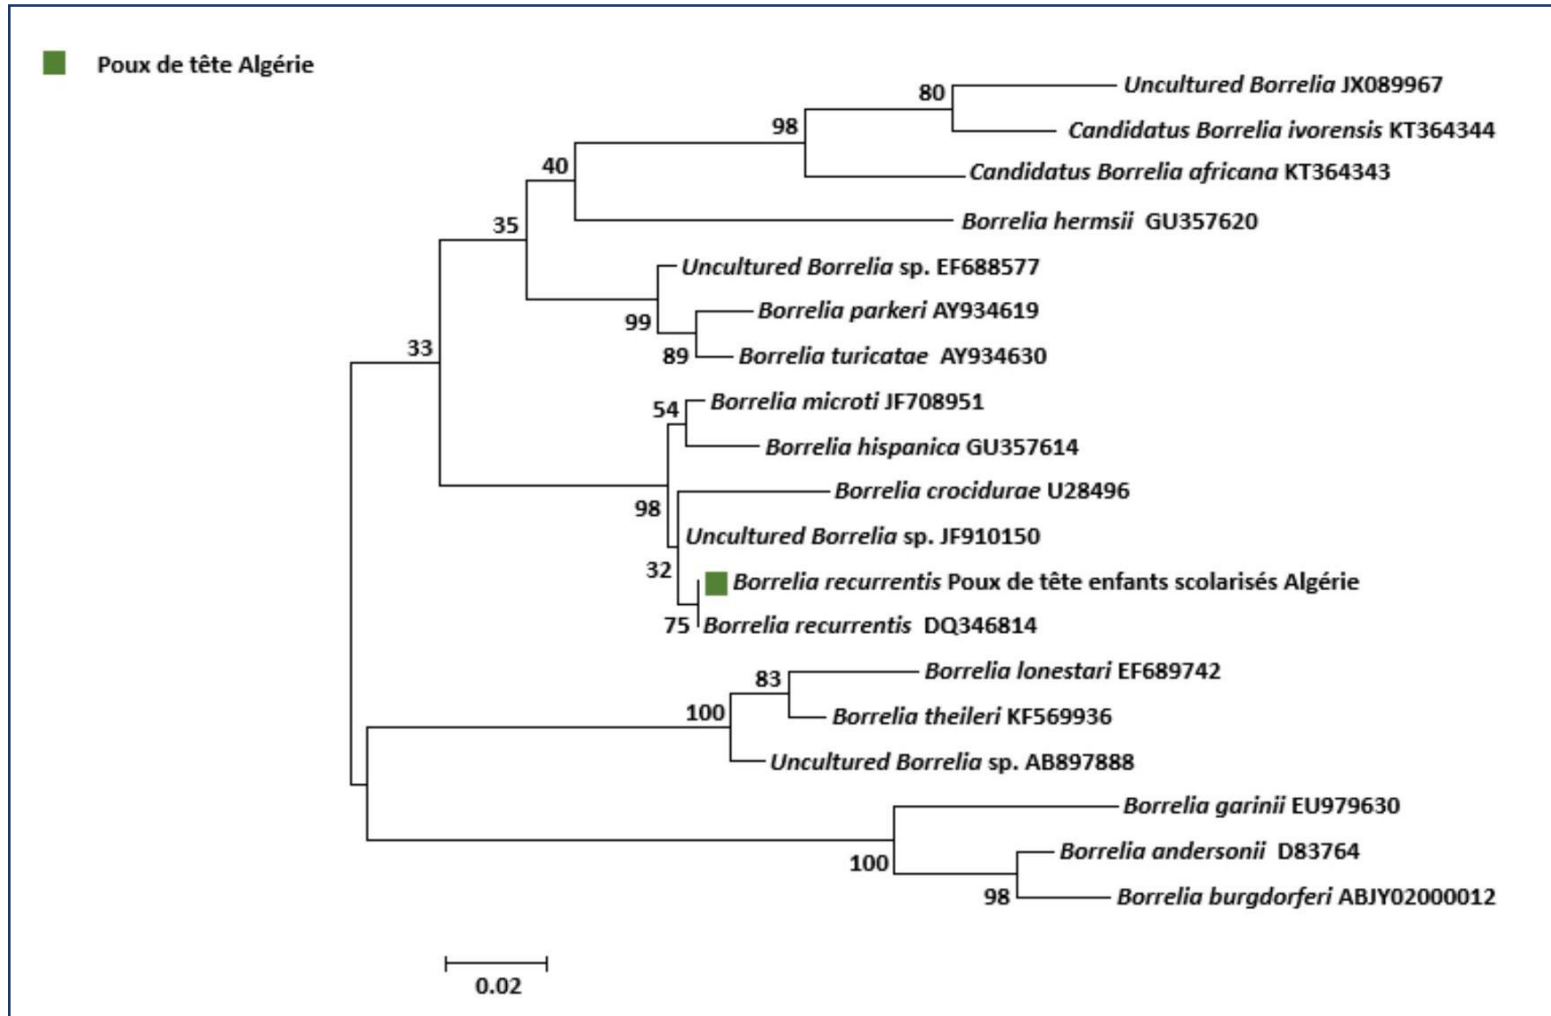 Poux de tête Algérie
80
Uncultured Borrelia JX089967
98
Candidatus Borrelia ivorensis KT364344
40
Candidatus Borrelia africana KT364343
35
Borrelia hermsii GU357620
Uncultured Borrelia sp. EF688577
99
Borrelia parkeri AY934619
89
Borrelia turicatae AY934630
33
54
Borrelia microti JF708951
Borrelia hispanica GU357614
98
Borrelia crocidurae U28496
Uncultured Borrelia sp. JF910150
32
Borrelia recurrentis Poux de tête enfants scolarisés Algérie
75
Borrelia recurrentis DQ346814
83
Borrelia lonestari EF689742
100
Borrelia theileri KF569936
Uncultured Borrelia sp. AB897888
Borrelia garinii EU979630
100
Borrelia andersonii D83764
98
Borrelia burgdorferi ABJY02000012
0.02